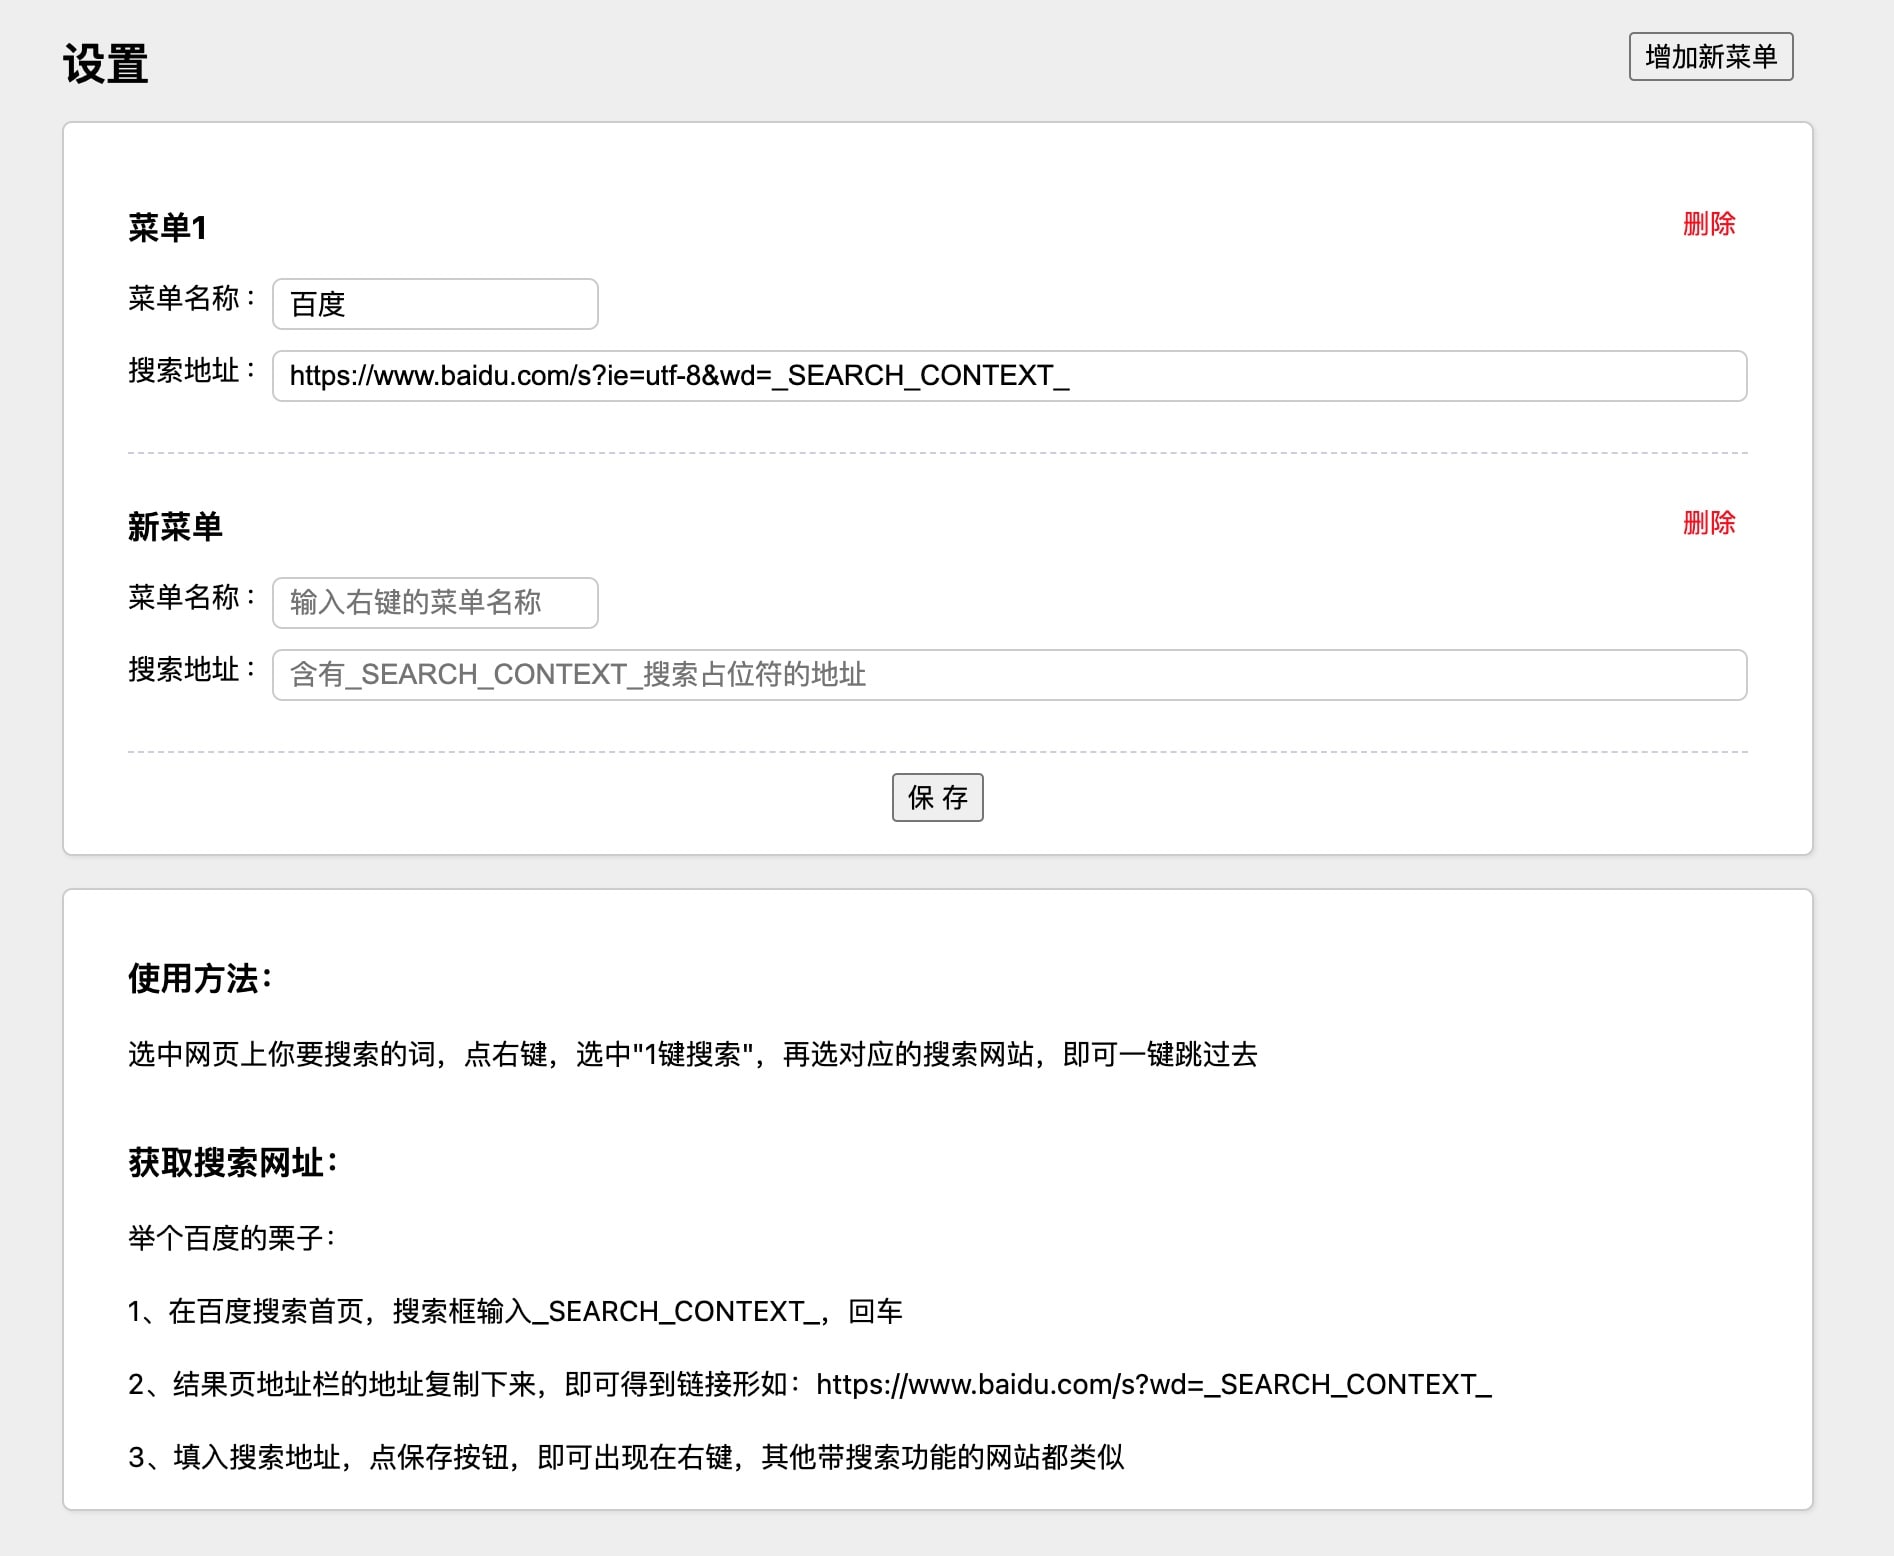 设置
增加新菜单
菜单1
删除
菜单名称：
百度
搜索地址：
https://www.baidu.com/s?ie=utf-8&wd=_SEARCH_CONTEXT_
新菜单
删除
菜单名称：
输入右键的菜单名称
搜索地址：
含有_SEARCH_CONTEXT_搜索占位符的地址
保 存
使用方法：
选中网页上你要搜索的词，点右键，选中"1键搜索"，再选对应的搜索网站，即可一键跳过去
获取搜索网址：
举个百度的栗子：
1、在百度搜索首页，搜索框输入_SEARCH_CONTEXT_，回车
2、结果页地址栏的地址复制下来，即可得到链接形如：https://www.baidu.com/s?wd=_SEARCH_CONTEXT_
3、填入搜索地址，点保存按钮，即可出现在右键，其他带搜索功能的网站都类似